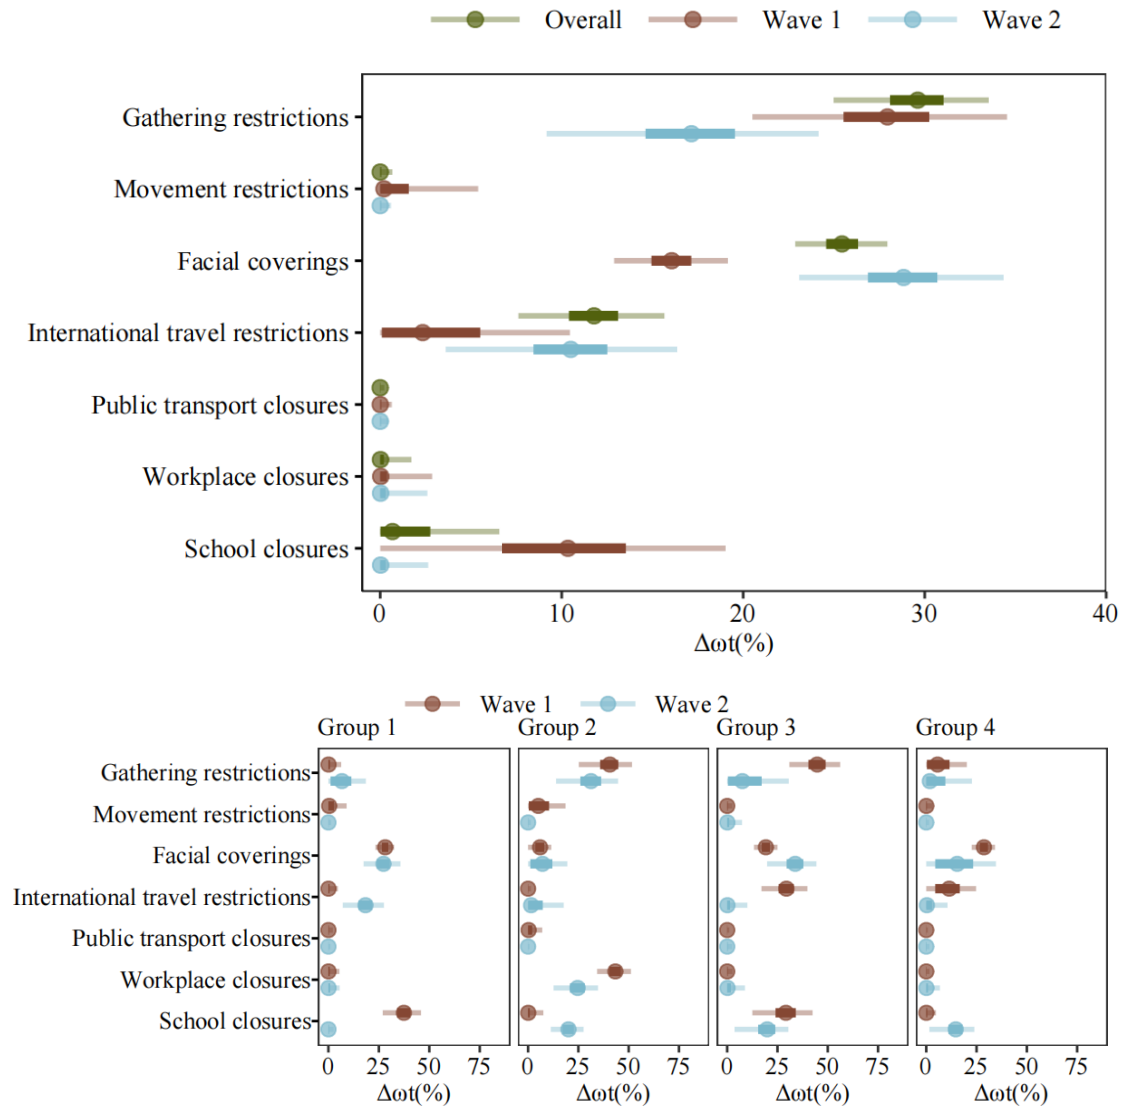 Overall Wave 1 Wave 2
Gathering restrictions
Movement restrictions
Facial coverings
International travel restrictions
Public transport closures
Workplace closures
School closures
0 10 20 30 40
Δωt(%)
Wave 1 Wave 2
Group 1 Group 2 Group 3 Group 4
Gathering restrictions
Movement restrictions
Facial coverings
International travel restrictions
Public transport closures
Workplace closures
School closures
0 25 50 75 0 25 50 75 0 25 50 75 0 25 50 75
Δωt(%) Δωt(%) Δωt(%) Δωt(%)